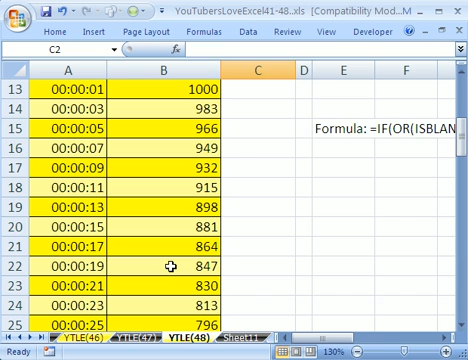 YouTubersLoveExcel41-48..xls [Compatibility Mod...
Home Insert Page Layout Formulas Data Review View Developer
C2 fx
A B C D E F
13 00:00:01 1000
14 00:00:03 983
15 00:00:05 966 Formula: =IF(OR(ISBLAN
16 00:00:07 949
17 00:00:09 932
18 00:00:11 915
19 00:00:13 898
20 00:00:15 881
21 00:00:17 864
22 00:00:19 847
23 00:00:21 830
24 00:00:23 813
25 00:00:25 796
YTLE(46) YTLE(47) YTLE(48) Sheet11
Ready 130%